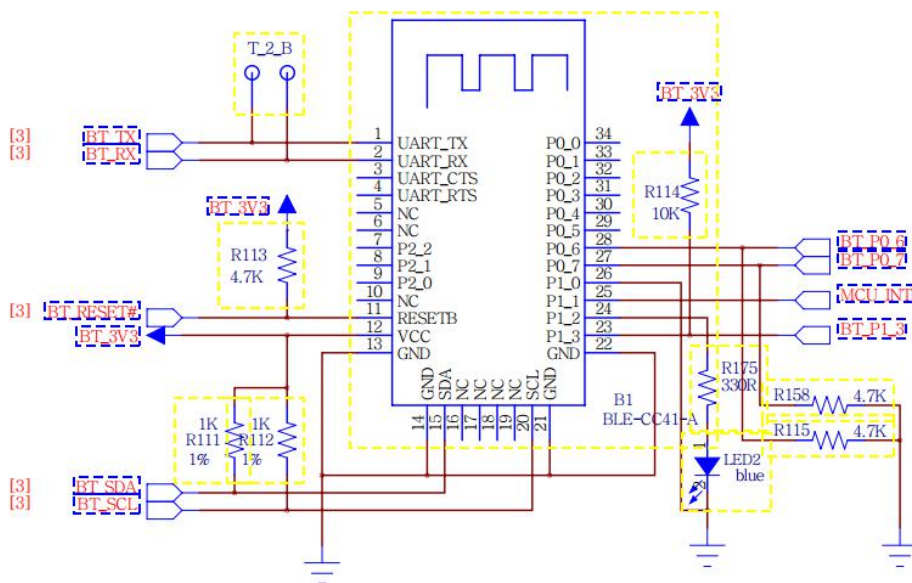 T_2_B
[3] BT_TX
[3] BT_RX
BT_3V3
R113
4.7K
[3] BT_RESET#
BT_3V3
1K 1K
R111 R112
1% 1%
[3] BT_SDA
[3] BT_SCL
1 UART_TX
2 UART_RX
3 UART_CTS
4 UART_RTS
5 NC
6 NC
7 P2_2
8 P2_1
9 P2_0
10 NC
11 RESETB
12 VCC
13 GND
14 GND
15 SDA
16 NC
17 NC
18 NC
19 NC
20 SCL
21 GND
P0_0 34
P0_1 33
P0_2 32
P0_3 31
P0_4 30
P0_5 29
P0_6 28
P0_7 27
P1_0 26
P1_1 25
P1_2 24
P1_3 23
GND 22
B1
BLE-CC41-A
BT_3V3
R114
10K
BT_P0_6
BT_P0_7
MCU_INT
BT_P1_3
R175
330R
R158 4.7K
R115 4.7K
1
LED2
2 blue